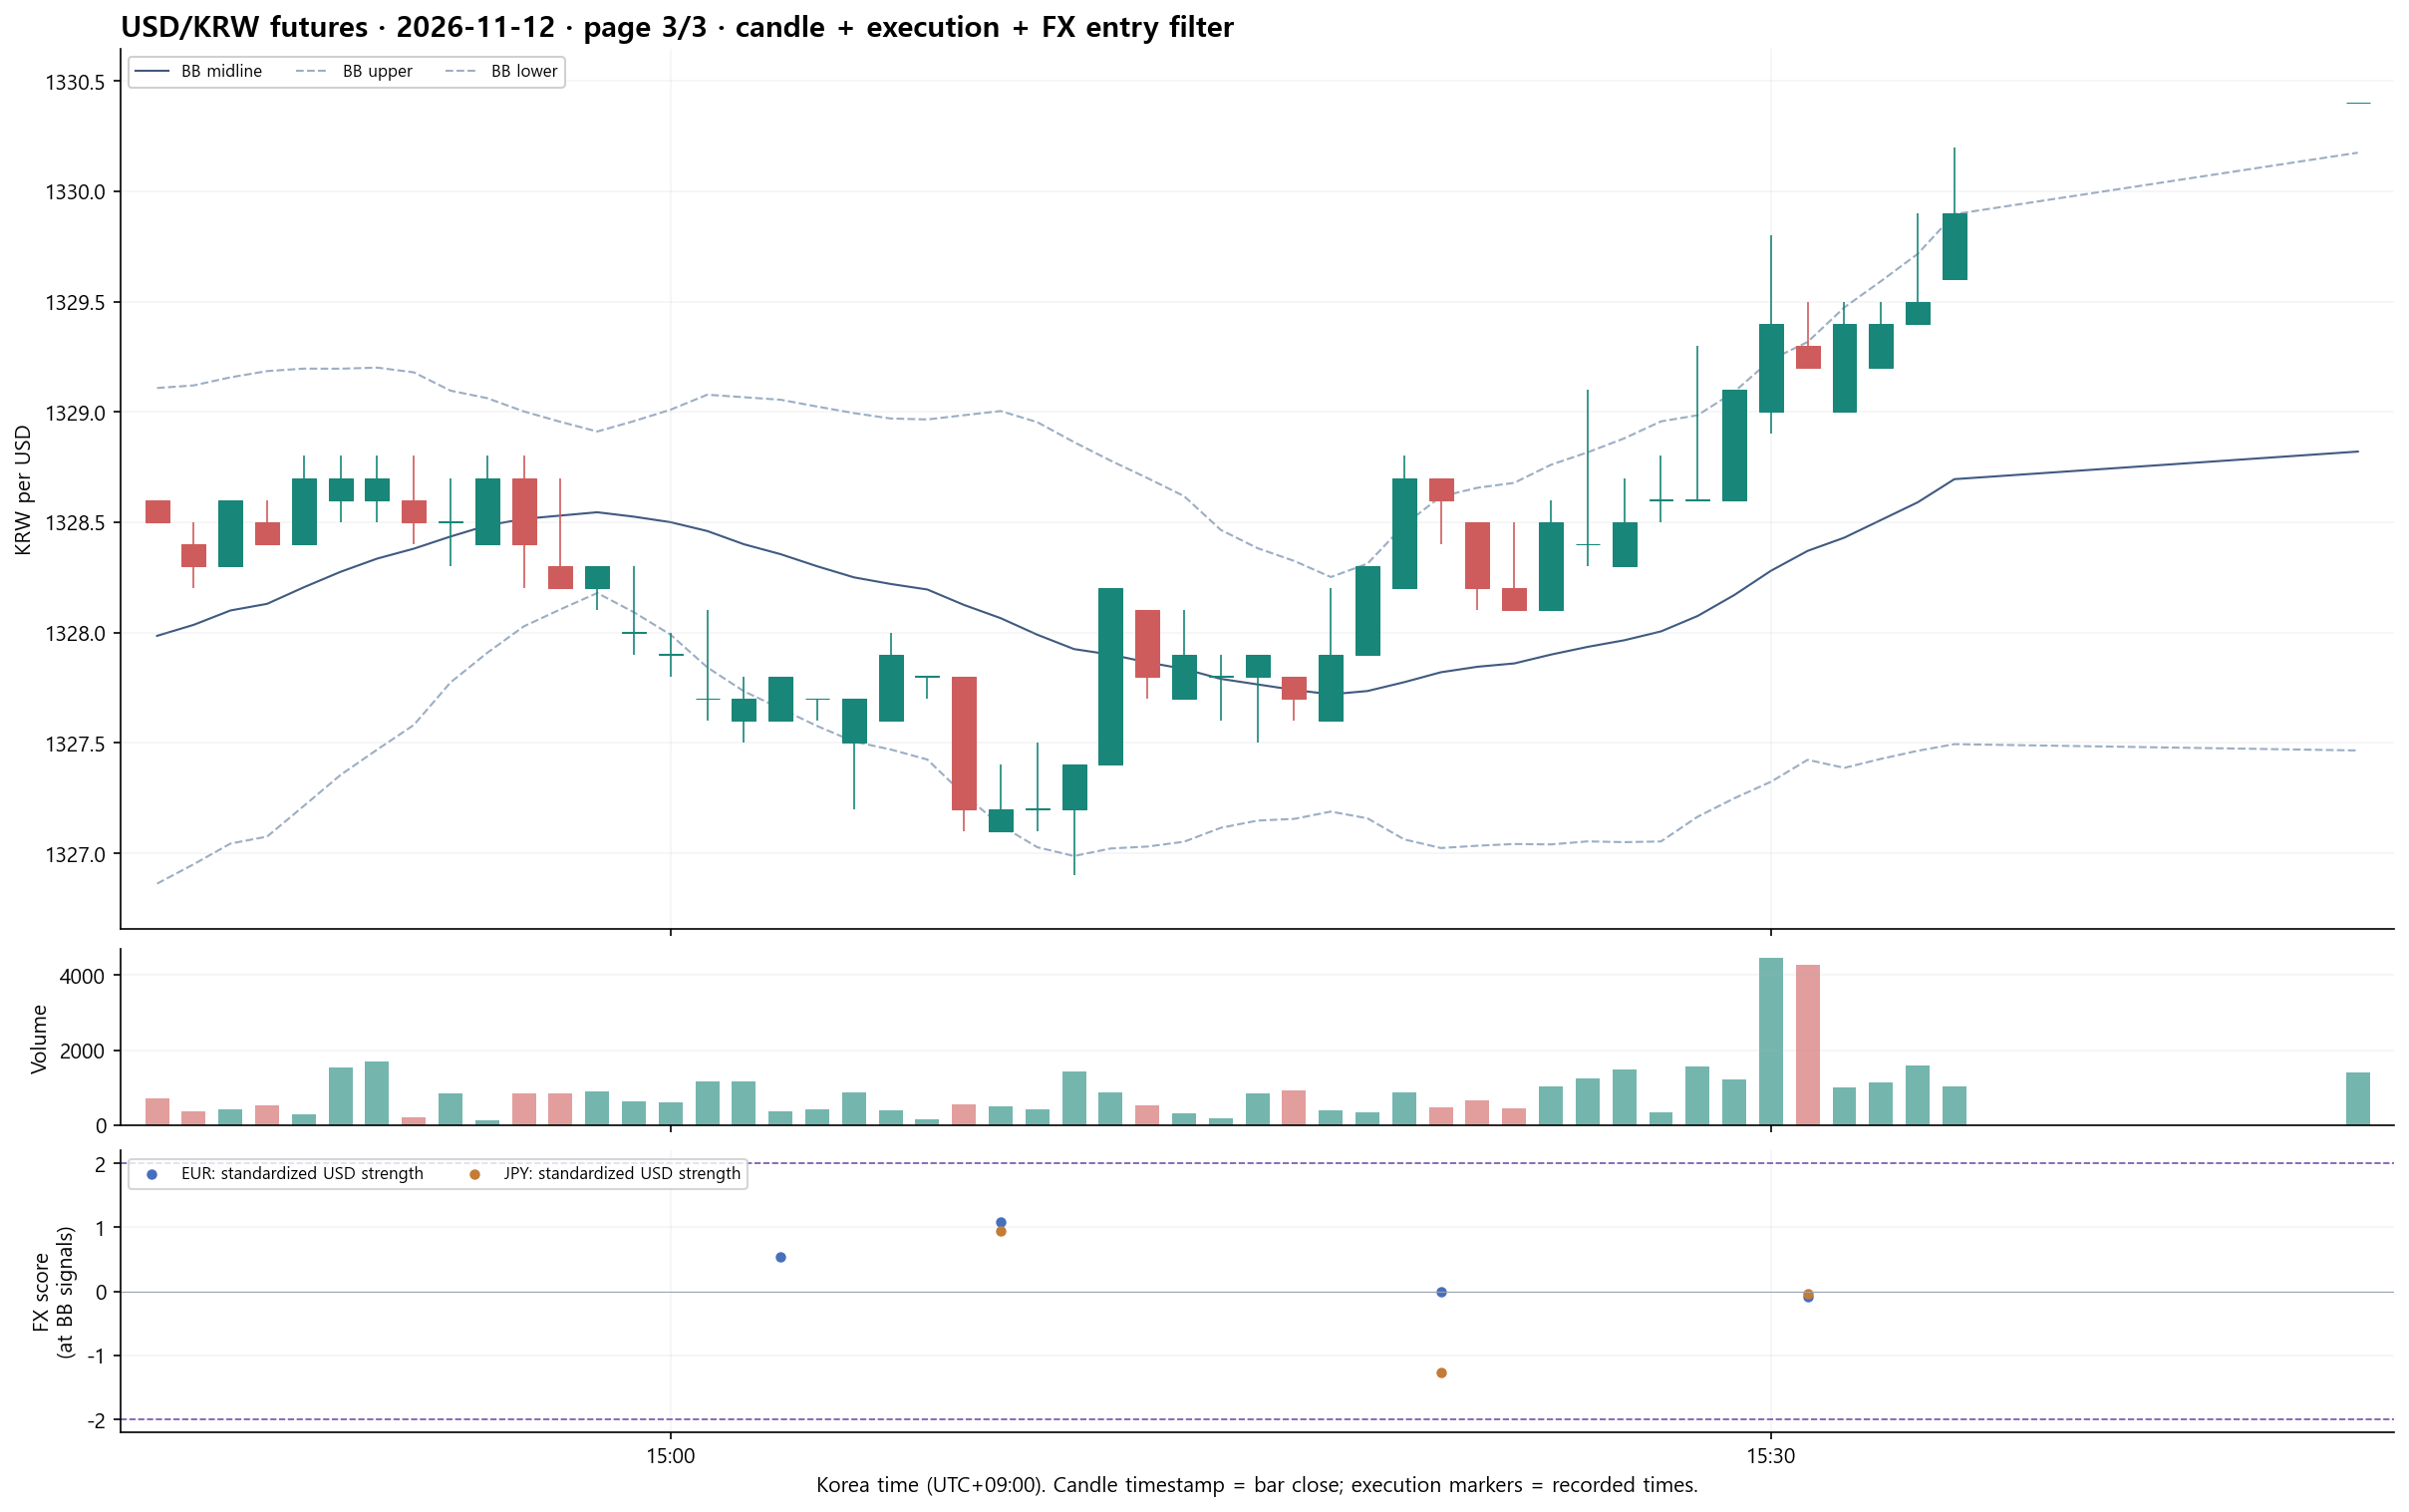 USD/KRW futures · 2026-11-12 · page 3/3 · candle + execution + FX entry filter
BB midline BB upper BB lower
1330.5
1330.0
1329.5
1329.0
1328.5
1328.0
1327.5
1327.0
KRW per USD
4000
2000
0
Volume
EUR: standardized USD strength JPY: standardized USD strength
2
1
0
-1
-2
FX score
(at BB signals)
15:00 15:30
Korea time (UTC+09:00). Candle timestamp = bar close; execution markers = recorded times.